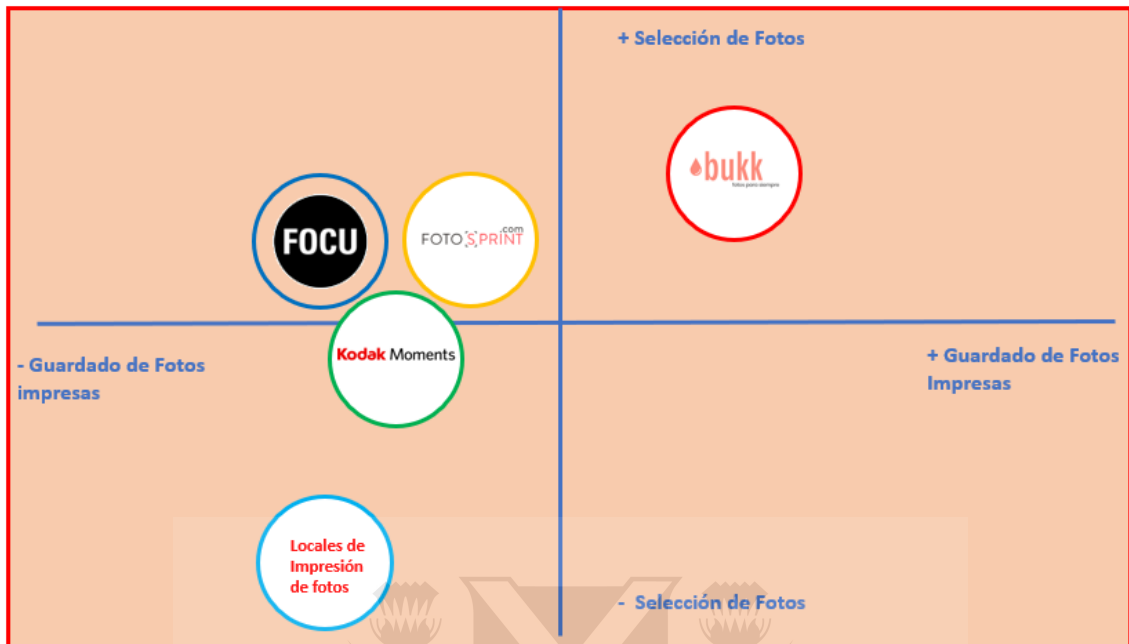 + Selección de Fotos
bukk
fotos para siempre
FOCU
FOTO'S'PRINT.com
Kodak Moments
- Guardado de Fotos
impresas
+ Guardado de Fotos
Impresas
Locales de
Impresión
de fotos
- Selección de Fotos